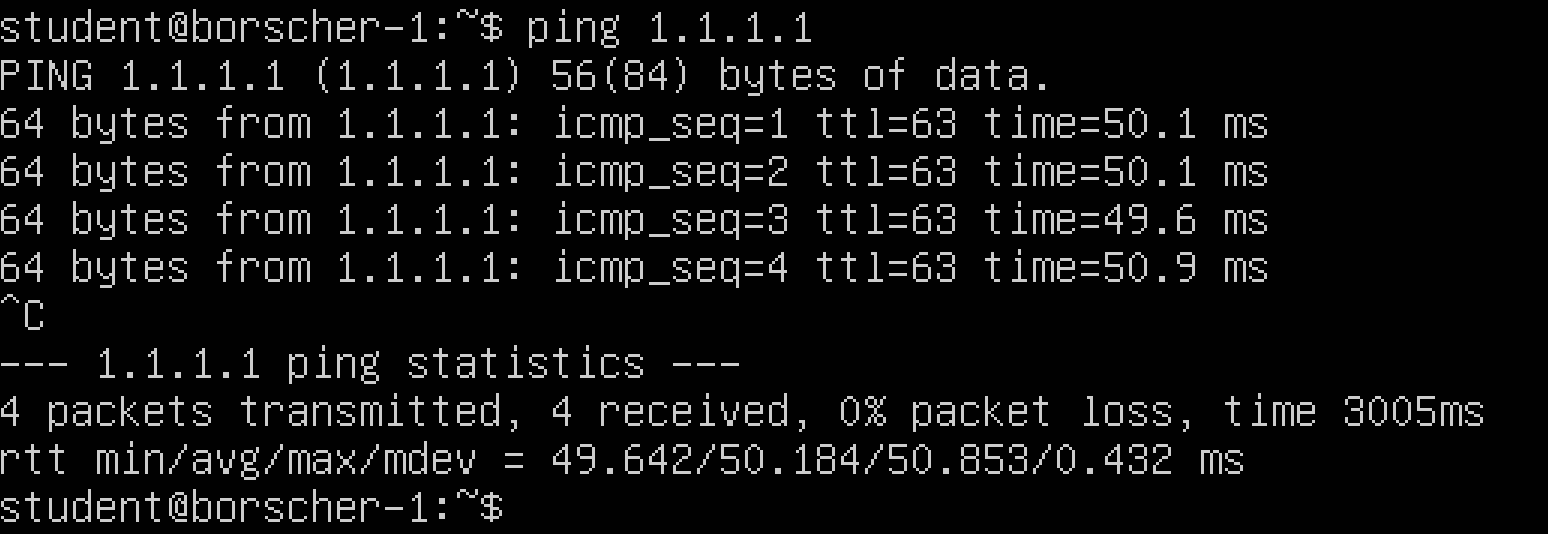 student@borscher-1:~$ ping 1.1.1.1
PING 1.1.1.1 (1.1.1.1) 56(84) bytes of data.
64 bytes from 1.1.1.1: icmp_seq=1 ttl=63 time=50.1 ms
64 bytes from 1.1.1.1: icmp_seq=2 ttl=63 time=50.1 ms
64 bytes from 1.1.1.1: icmp_seq=3 ttl=63 time=49.6 ms
64 bytes from 1.1.1.1: icmp_seq=4 ttl=63 time=50.9 ms
^C
--- 1.1.1.1 ping statistics ---
4 packets transmitted, 4 received, 0% packet loss, time 3005ms
rtt min/avg/max/mdev = 49.642/50.184/50.853/0.432 ms
student@borscher-1:~$